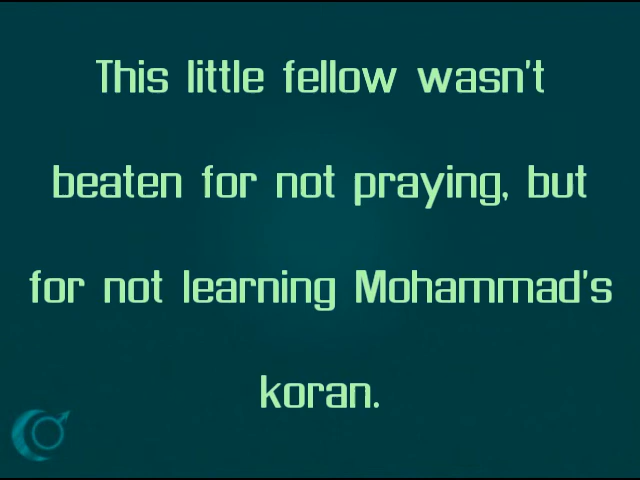 This little fellow wasn't
beaten for not praying, but
for not learning Mohammad's
koran.